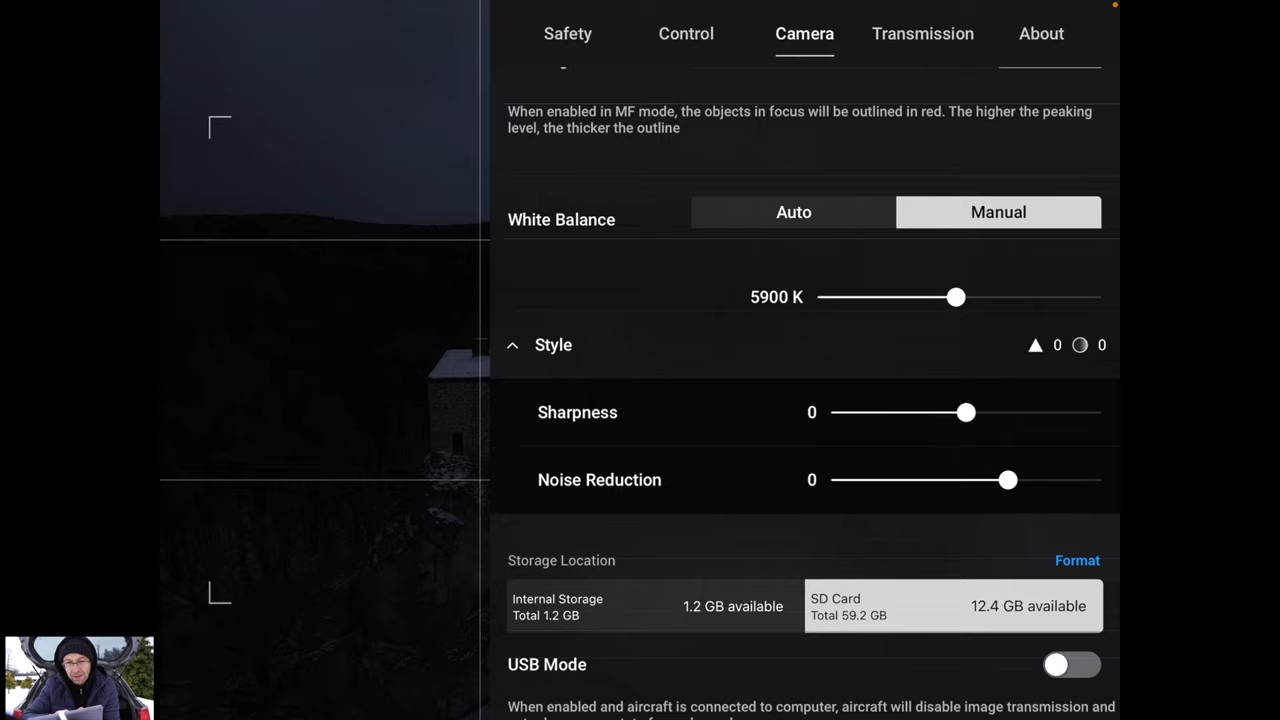 Safety Control Camera Transmission About
When enabled in MF mode, the objects in focus will be outlined in red. The higher the peaking
level, the thicker the outline
White Balance Auto Manual
5900 K
Style 0 0
Sharpness 0
Noise Reduction 0
Storage Location Format
Internal Storage 1.2 GB available SD Card 12.4 GB available
Total 1.2 GB Total 59.2 GB
USB Mode
When enabled and aircraft is connected to computer, aircraft will disable image transmission and